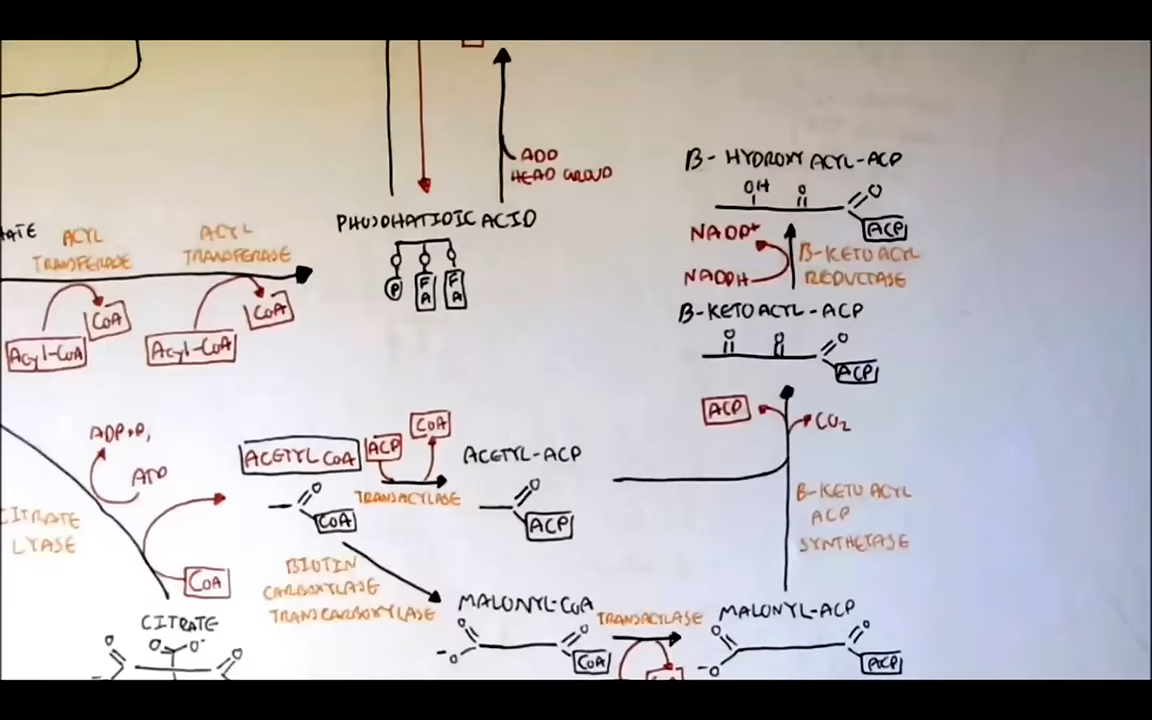 ADD
HEAD GROUP
B- HYDROXY ACYL-ACP
OH
O
O
ACP
PHOSPHATIDIC ACID
P
FA
FA
NADP+
NADPH
B-KETO ACYL
REDUCTASE
ACYL
TRANSFERASE
ACYL
TRANSFERASE
CoA
CoA
Acyl-CoA
Acyl-CoA
B-KETOACYL-ACP
O
O
O
ACP
ACP
CO2
ADP+Pi
ATP
ACETYL CoA
ACP
CoA
ACETYL-ACP
TRANSACYLASE
O
CoA
O
ACP
B-KETO ACYL
ACP
SYNTHETASE
CITRATE
LYASE
CoA
BIOTIN
CARBOXYLASE
TRANSCARBOXYLASE
MALONYL-CoA
TRANSACYLASE
MALONYL-ACP
CITRATE
O
O
O-
O
O
-O
O
CoA
O
-O
O
ACP